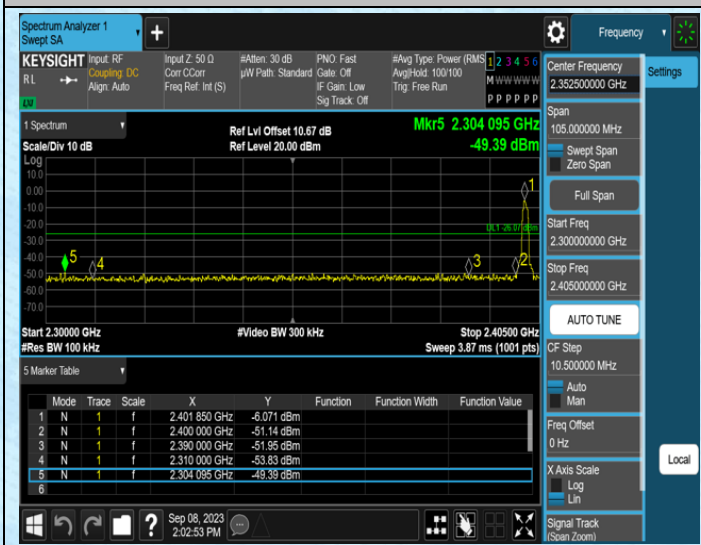 Spectrum Analyzer 1
Swept SA
Frequency
KEYSIGHT Input: RF Input Z: 50 Ω #Atten: 30 dB PNO: Fast #Avg Type: Power (RMS 1 2 3 4 5 6
RL Coupling: DC Corr CCorr µW Path: Standard Gate: Off Avg|Hold: 100/100 M W W W W W
Align: Auto Freq Ref: Int (S) IF Gain: Low Trig: Free Run
Sig Track: Off P P P P P P
LU
Center Frequency
2.352500000 GHz
Settings
1 Spectrum
Ref Lvl Offset 10.67 dB
Mkr5 2.304 095 GHz
Scale/Div 10 dB
Ref Level 20.00 dBm
-49.39 dBm
Log
10.0
0.00
-10.0
-20.0
-30.0
-40.0
-50.0
-60.0
-70.0
DL1 -26.07 dBm
1
2
3
4
5
Start 2.30000 GHz
#Video BW 300 kHz
Stop 2.40500 GHz
#Res BW 100 kHz
Sweep 3.87 ms (1001 pts)
Span
105.000000 MHz
Swept Span
Zero Span
Full Span
Start Freq
2.300000000 GHz
Stop Freq
2.405000000 GHz
AUTO TUNE
CF Step
10.500000 MHz
Auto
Man
Freq Offset
0 Hz
X Axis Scale
Log
Lin
Signal Track
(Span Zoom)
Local
5 Marker Table
Mode Trace Scale X Y Function Function Width Function Value
1 N 1 f 2.401 850 GHz -6.071 dBm
2 N 1 f 2.400 000 GHz -51.14 dBm
3 N 1 f 2.390 000 GHz -51.95 dBm
4 N 1 f 2.310 000 GHz -53.83 dBm
5 N 1 f 2.304 095 GHz -49.39 dBm
6
Sep 08, 2023
2:02:53 PM